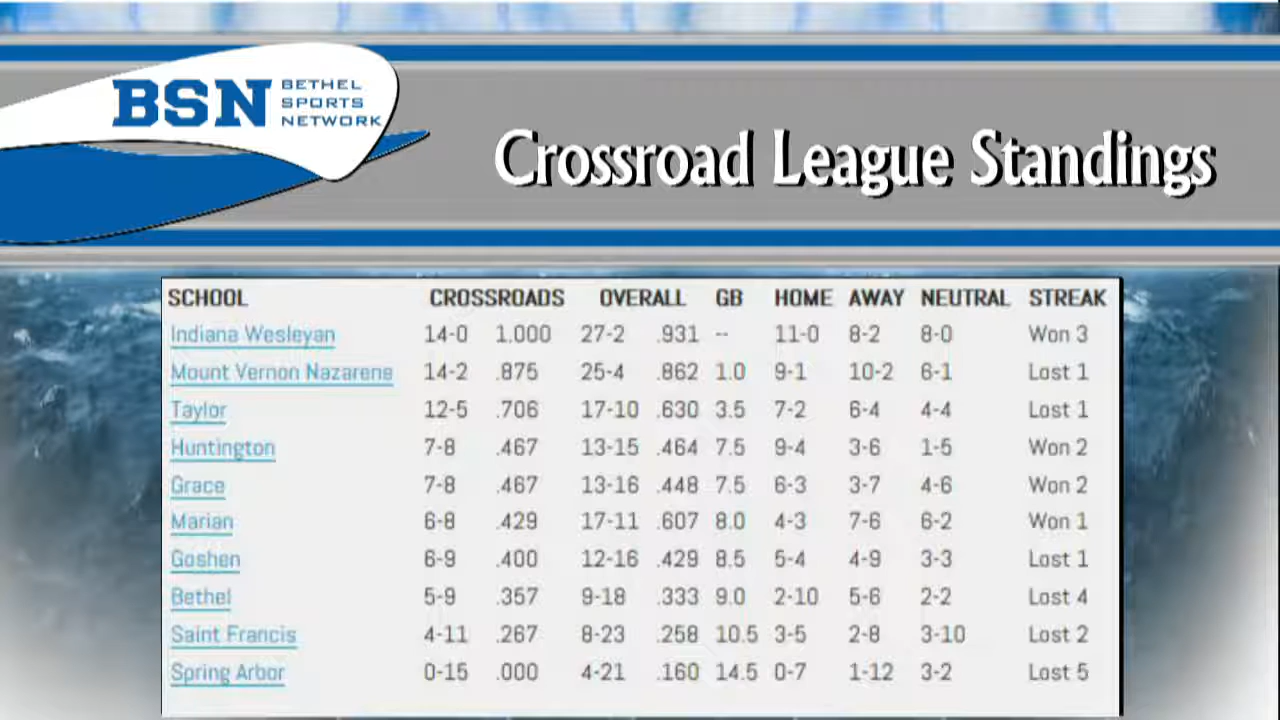 BSN BETHEL SPORTS NETWORK
Crossroad League Standings
SCHOOL CROSSROADS OVERALL GB HOME AWAY NEUTRAL STREAK
Indiana Wesleyan 14-0 1.000 27-2 .931 -- 11-0 8-2 8-0 Won 3
Mount Vernon Nazarene 14-2 .875 25-4 .862 1.0 9-1 10-2 6-1 Lost 1
Taylor 12-5 .706 17-10 .630 3.5 7-2 6-4 4-4 Lost 1
Huntington 7-8 .467 13-15 .464 7.5 9-4 3-6 1-5 Won 2
Grace 7-8 .467 13-16 .448 7.5 6-3 3-7 4-6 Won 2
Marian 6-8 .429 17-11 .607 8.0 4-3 7-6 6-2 Won 1
Goshen 6-9 .400 12-16 .429 8.5 5-4 4-9 3-3 Lost 1
Bethel 5-9 .357 9-18 .333 9.0 2-10 5-6 2-2 Lost 4
Saint Francis 4-11 .267 8-23 .258 10.5 3-5 2-8 3-10 Lost 2
Spring Arbor 0-15 .000 4-21 .160 14.5 0-7 1-12 3-2 Lost 5